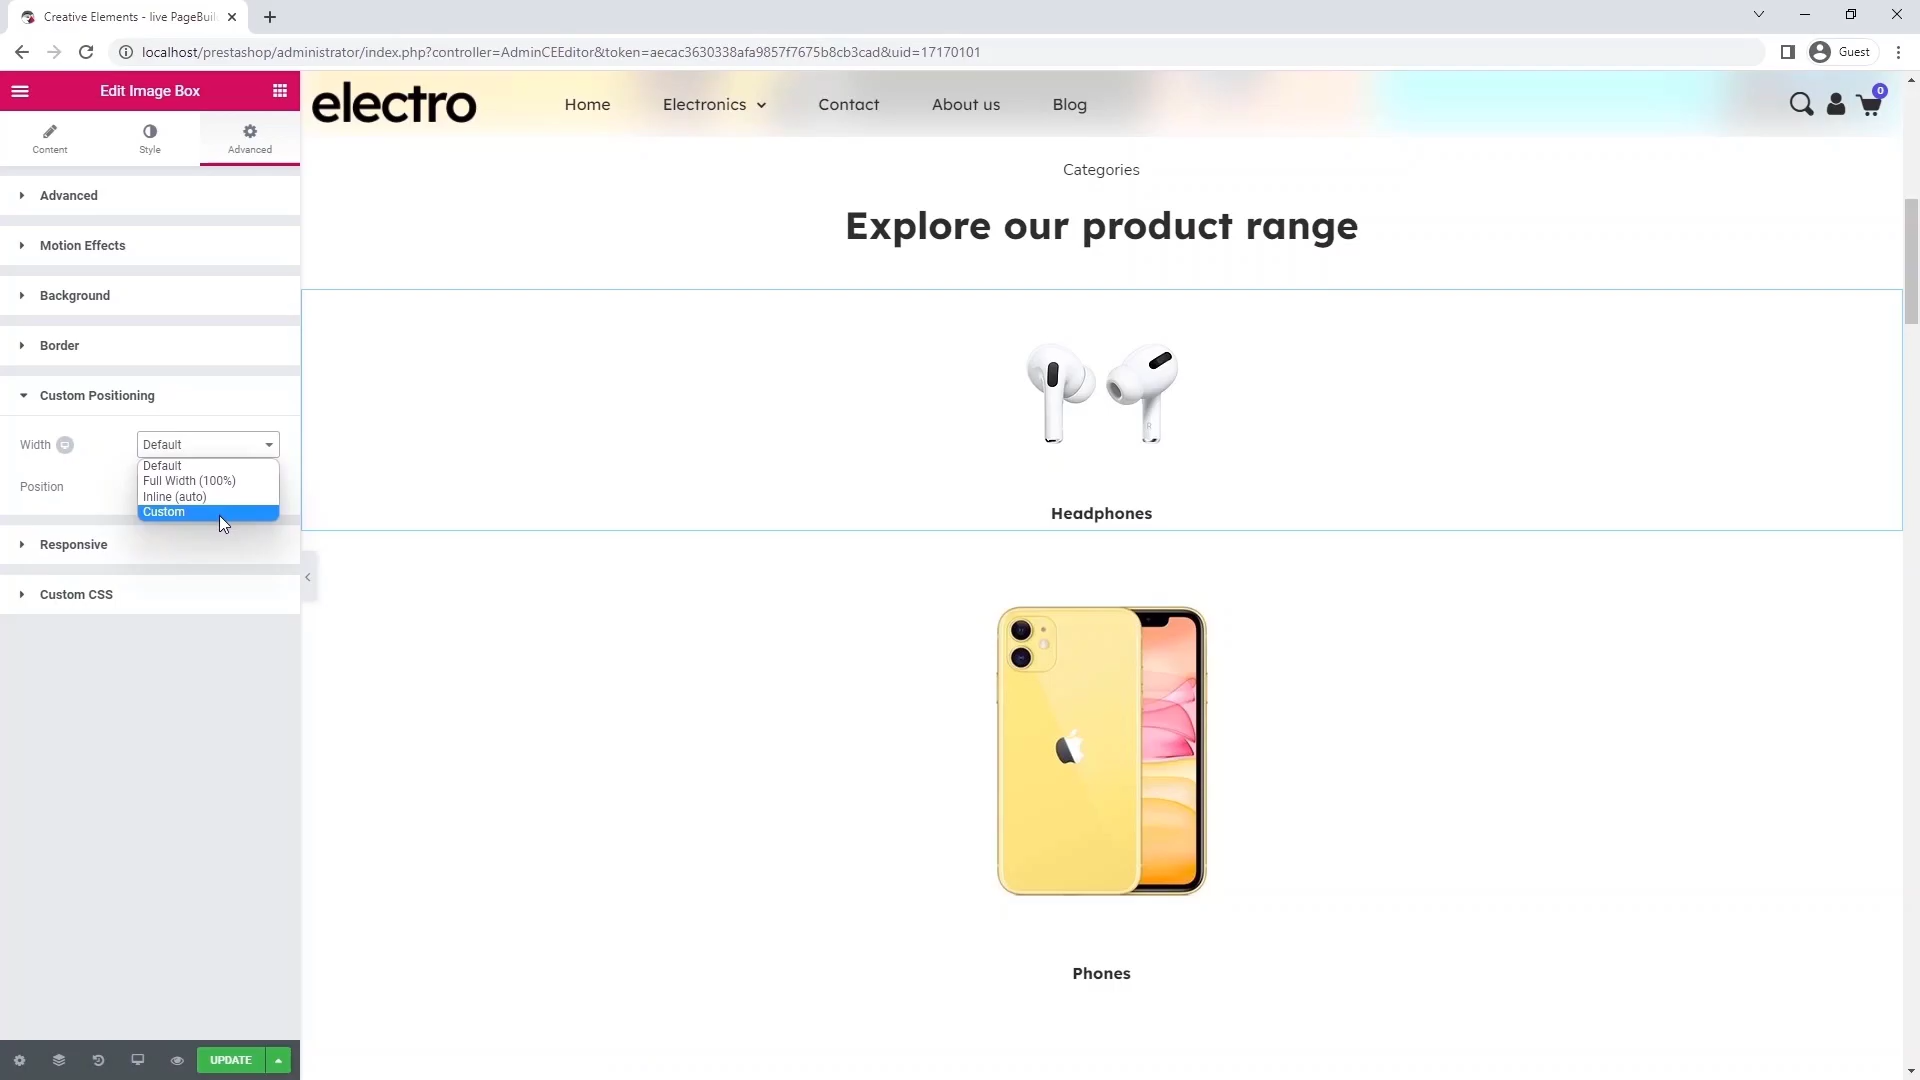 Creative Elements - live PageBuil
localhost/prestashop/administrator/index.php?controller=AdminCEEditor&token=aecac3630338afa9857f7675b8cb3cad&uid=17170101
Guest
Edit Image Box
Content
Style
Advanced
Advanced
Motion Effects
Background
Border
Custom Positioning
Width
Default
Default
Full Width (100%)
Inline (auto)
Custom
Position
Responsive
Custom CSS
UPDATE
electro
Home
Electronics
Contact
About us
Blog
0
Categories
Explore our product range
R
Headphones
Phones